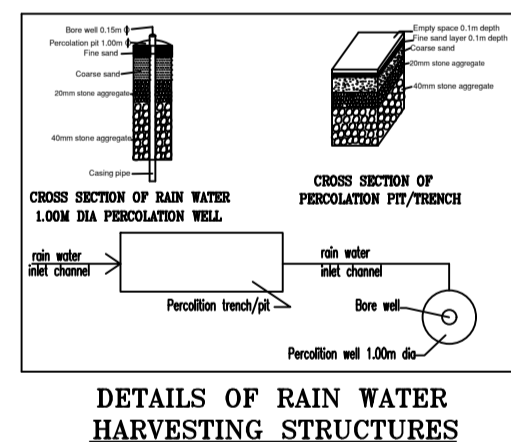 Bore well 0.15m ϕ
Percolation pit 1.00m ϕ
Fine sand
Coarse sand
20mm stone aggregate
40mm stone aggregate
Casing pipe
CROSS SECTION OF RAIN WATER
1.00M DIA PERCOLATION WELL
Empty space 0.1m depth
Fine sand layer 0.1m depth
Coarse sand
20mm stone aggregate
40mm stone aggregate
CROSS SECTION OF
PERCOLATION PIT/TRENCH
rain water
inlet channel
Percolition trench/pit
rain water
inlet channel
Bore well
Percolition well 1.00m dia
DETAILS OF RAIN WATER
HARVESTING STRUCTURES